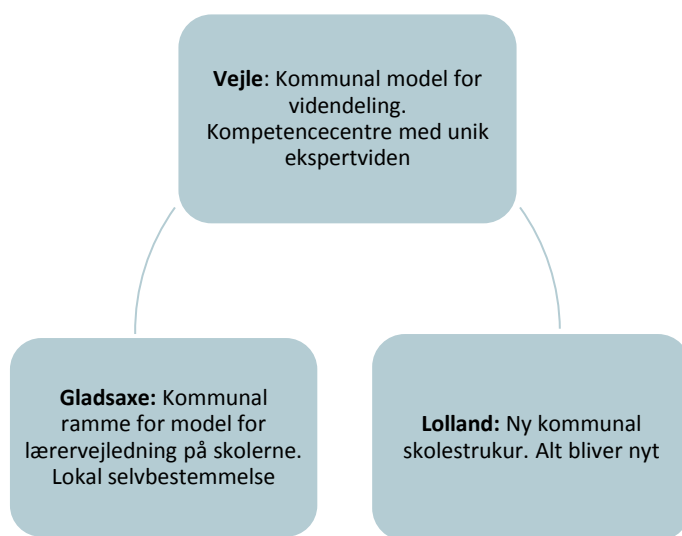 Vejle: Kommunal model for
videndeling.
Kompetencecentre med unik
ekspertviden
Gladsaxe: Kommunal
ramme for model for
lærervejledning på skolerne.
Lokal selvbestemmelse
Lolland: Ny kommunal
skolestrukur. Alt bliver nyt